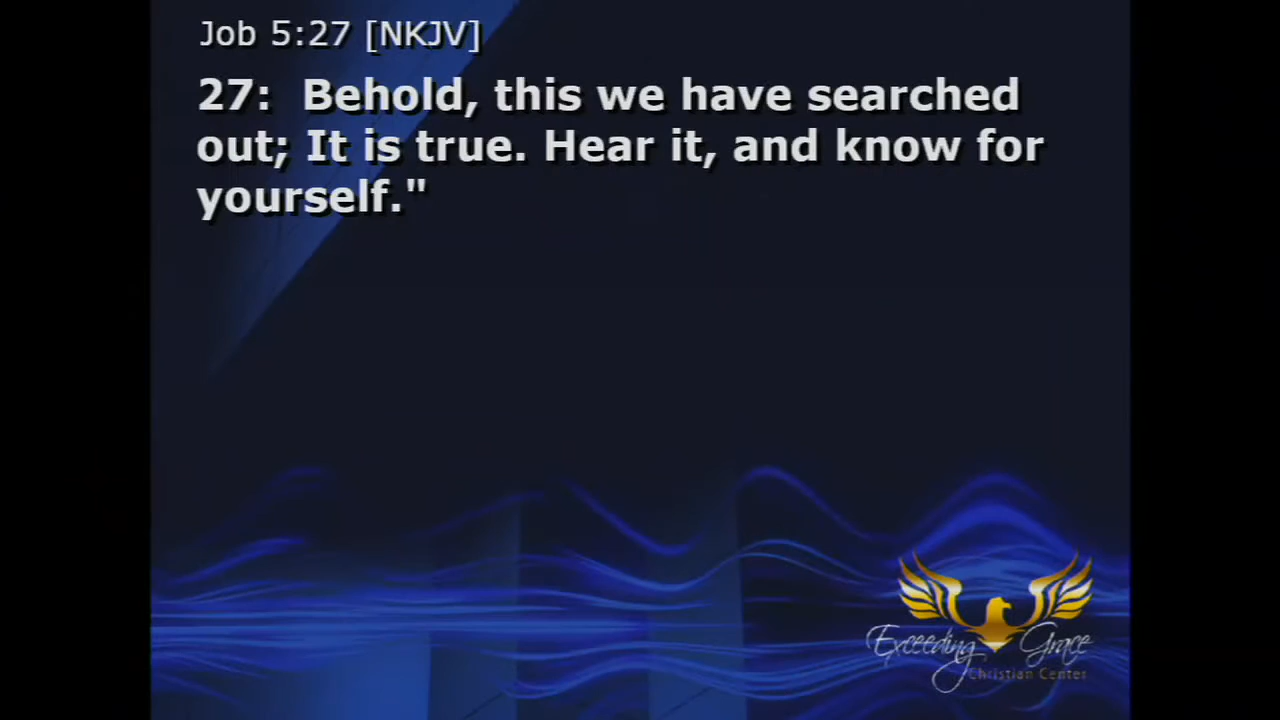 Job 5:27 [NKJV]
27: Behold, this we have searched
out; It is true. Hear it, and know for
yourself."
Exceeding Grace
Christian Center